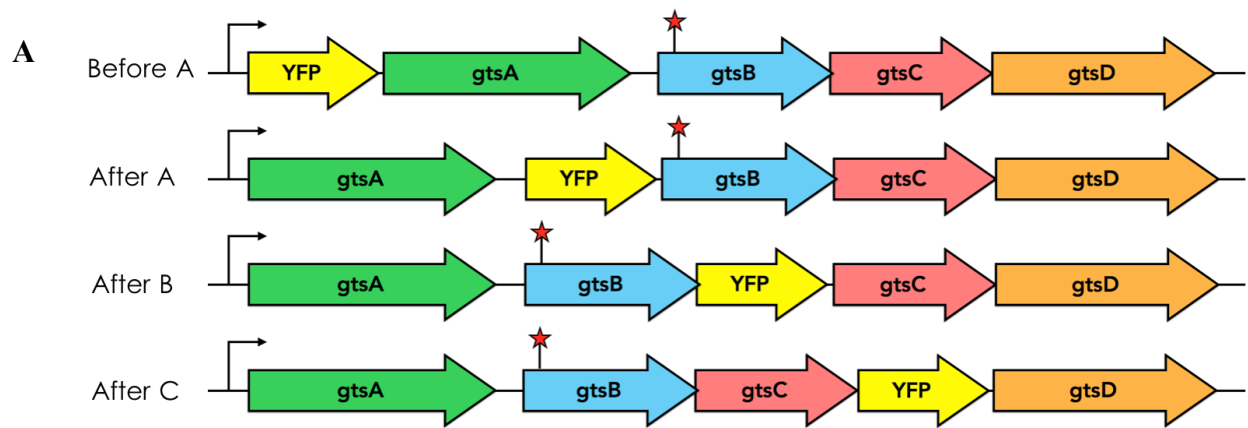 A
Before A YFP gtsA gtsB gtsC gtsD
After A gtsA YFP gtsB gtsC gtsD
After B gtsA gtsB YFP gtsC gtsD
After C gtsA gtsB gtsC YFP gtsD